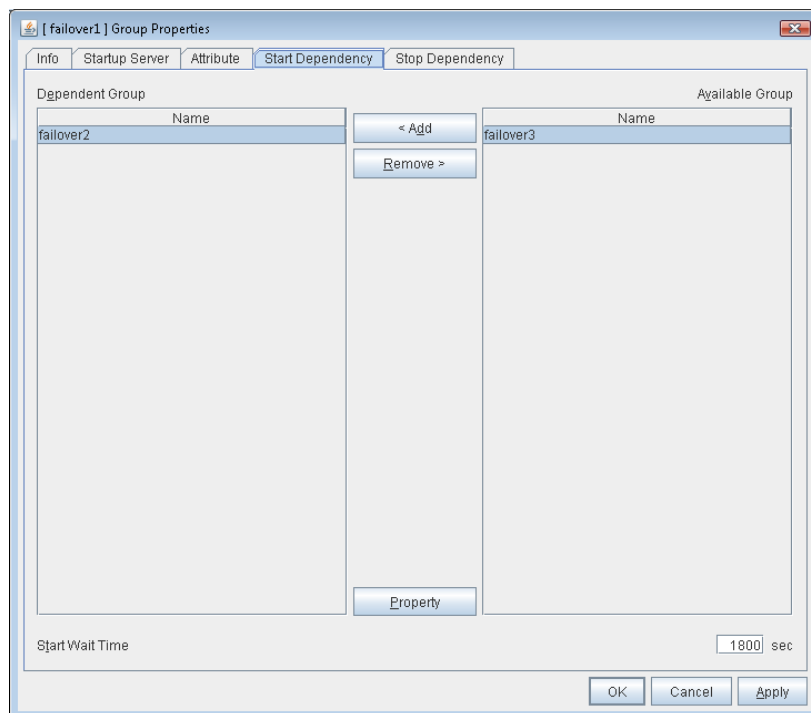 [ failover1 ] Group Properties
Info Startup Server Attribute Start Dependency Stop Dependency
Dependent Group Available Group
Name Name
failover2 failover3
< Add
Remove >
Property
Start Wait Time 1800 sec
OK Cancel Apply